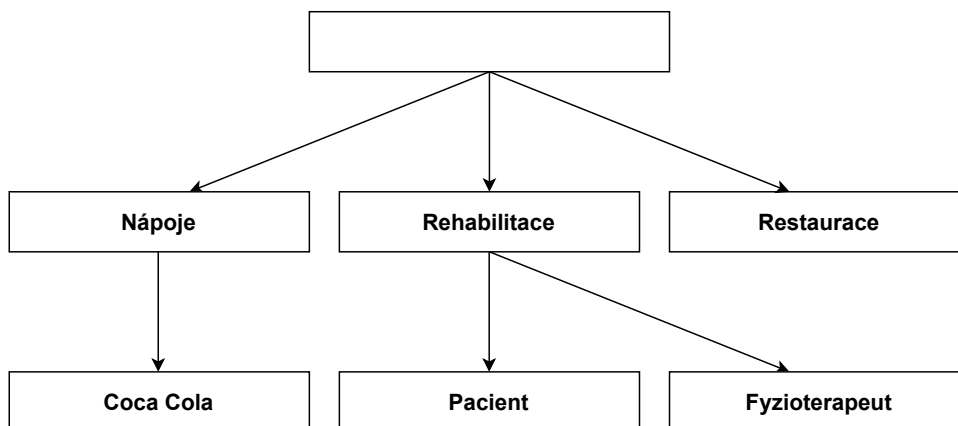 Nápoje
Rehabilitace
Restaurace
Coca Cola
Pacient
Fyzioterapeut